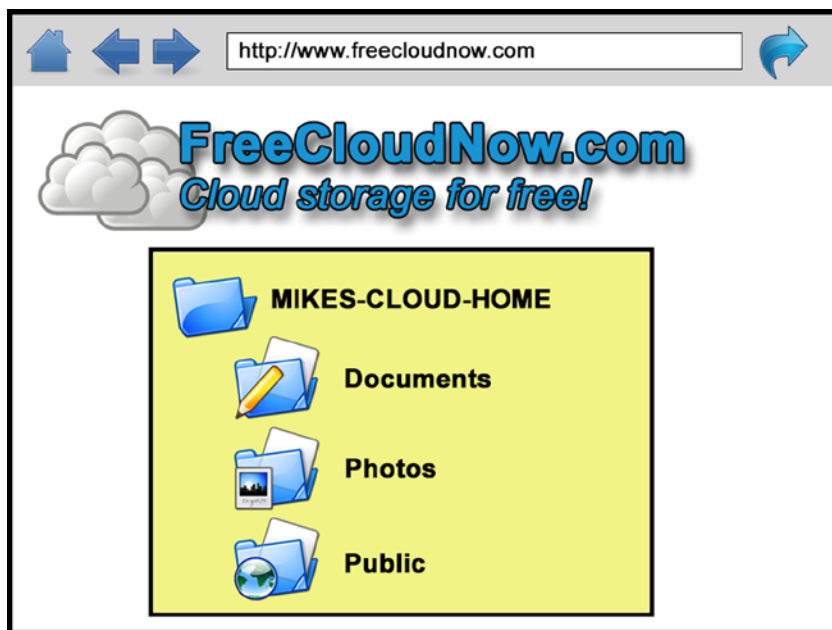 http://www.freecloudnow.com
FreeCloudNow.com
Cloud storage for free!
MIKES-CLOUD-HOME
Documents
Photos
Public